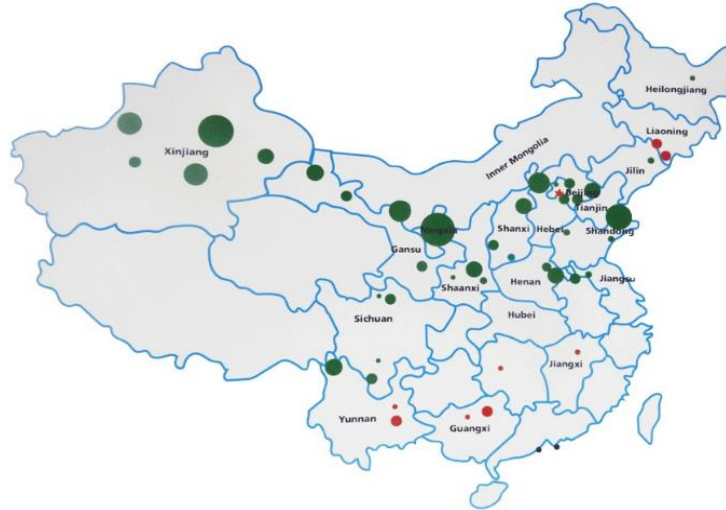 Heilongjiang
Liaoning
Xinjiang
Inner Mongolia
Jilin
Beijing
Tianjin
Ningxia
Shanxi
Hebei
Shandong
Gansu
Shaanxi
Henan
Jiangsu
Sichuan
Hubei
Jiangxi
Yunnan
Guangxi